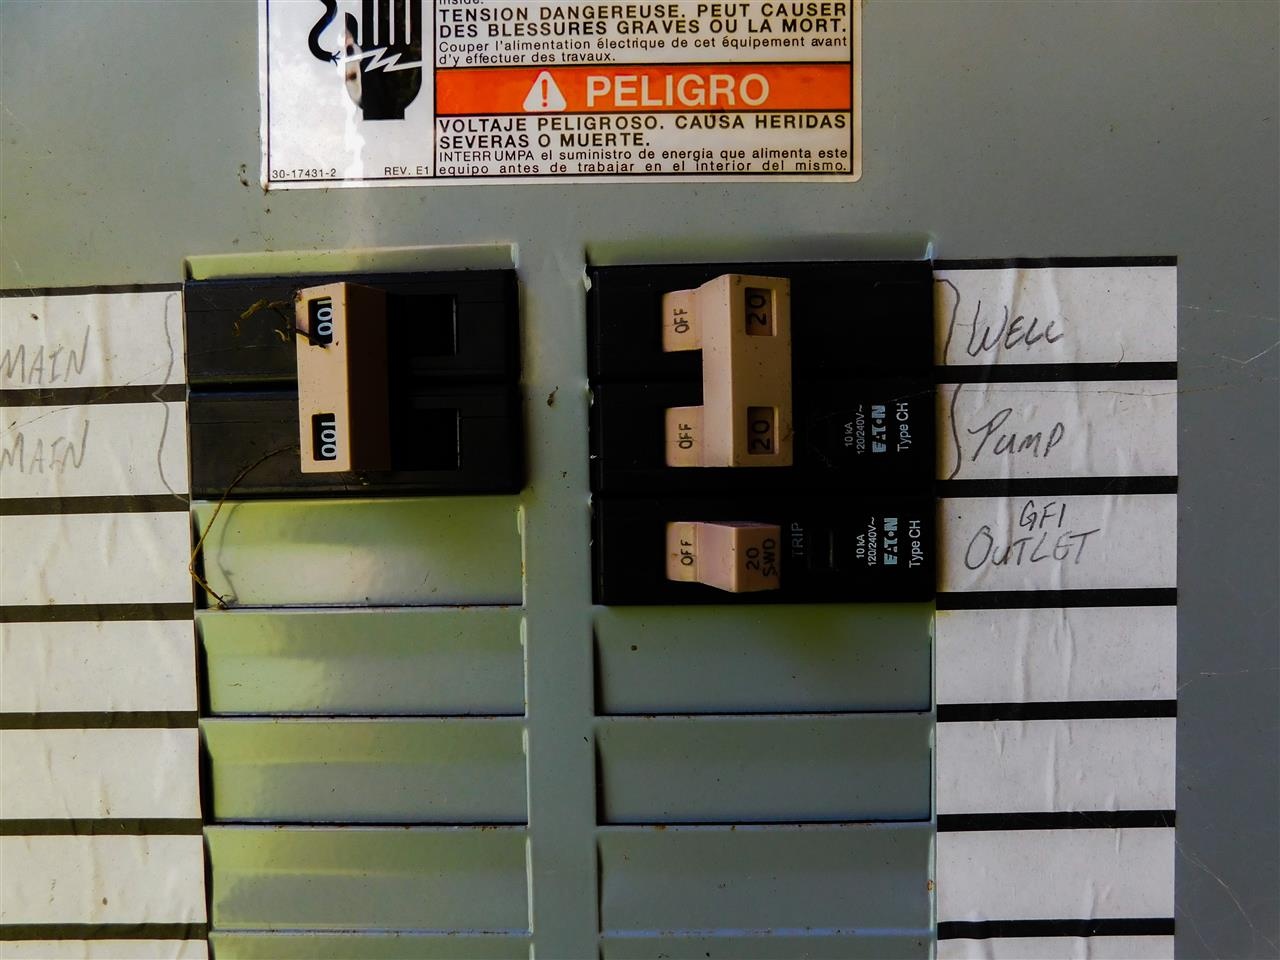 inside.
TENSION DANGEREUSE. PEUT CAUSER
DES BLESSURES GRAVES OU LA MORT.
Couper l'alimentation électrique de cet équipement avant
d'y effectuer des travaux.
PELIGRO
VOLTAJE PELIGROSO. CAUSA HERIDAS
SEVERAS O MUERTE.
INTERRUMPA el suministro de energia que alimenta este
equipo antes de trabajar en el interior del mismo.
30-17431-2 REV. E1
MAIN
MAIN
100
100
OFF 20
OFF 20
10 kA
120/240V~
EATON
Type CH
OFF 20
SWD
TRIP
10 kA
120/240V~
EATON
Type CH
WELL
PUMP
GFI
OUTLET